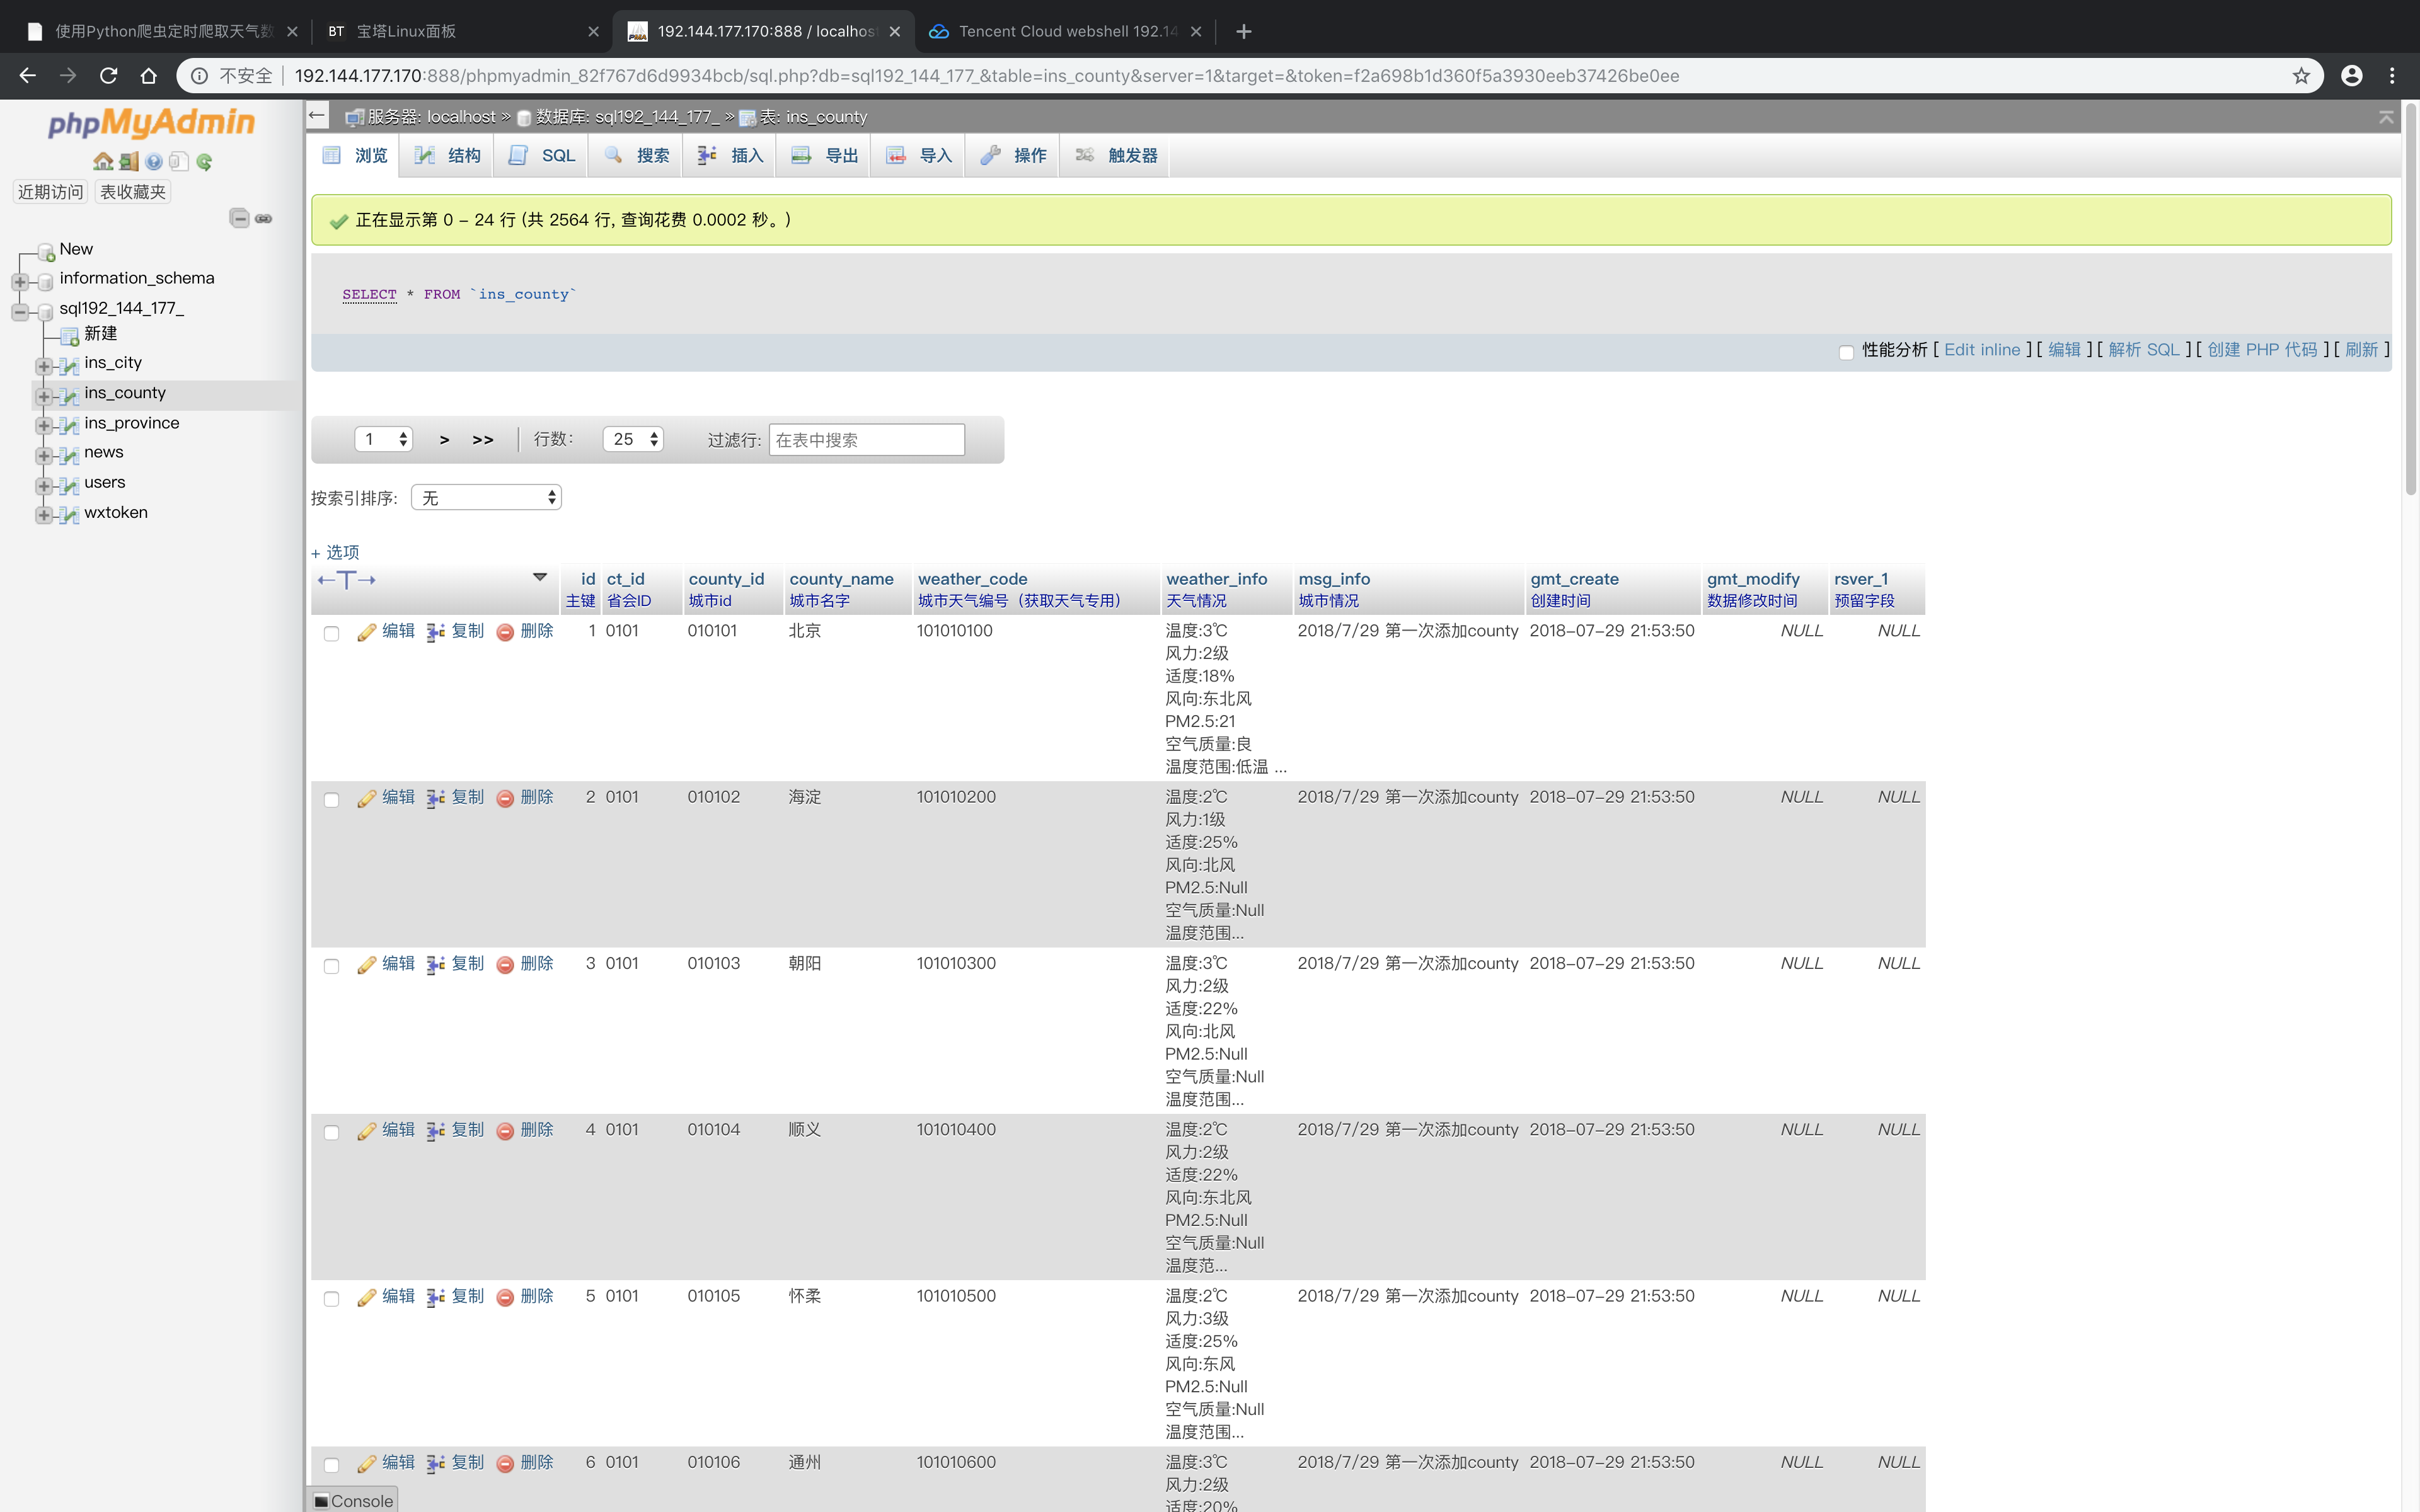 使用Python爬虫定时爬取天气数
BT 宝塔Linux面板
192.144.177.170:888 / localhos
Tencent Cloud webshell 192.14
不安全 192.144.177.170:888/phpmyadmin_82f767d6d9934bcb/sql.php?db=sql192_144_177_&table=ins_county&server=1&target=&token=f2a698b1d360f5a3930eeb37426be0ee
phpMyAdmin
近期访问 表收藏夹
New
information_schema
sql192_144_177_
新建
ins_city
ins_county
ins_province
news
users
wxtoken
服务器: localhost » 数据库: sql192_144_177_ » 表: ins_county
浏览 结构 SQL 搜索 插入 导出 导入 操作 触发器
正在显示第 0 - 24 行 (共 2564 行, 查询花费 0.0002 秒。)
SELECT * FROM `ins_county`
性能分析 [ Edit inline ] [ 编辑 ] [ 解析 SQL ] [ 创建 PHP 代码 ] [ 刷新 ]
1 > >> 行数: 25 过滤行: 在表中搜索
按索引排序: 无
+ 选项
←T→ id ct_id county_id county_name weather_code weather_info msg_info gmt_create gmt_modify rsver_1
主键 省会ID 城市id 城市名字 城市天气编号（获取天气专用） 天气情况 城市情况 创建时间 数据修改时间 预留字段
编辑 复制 删除 1 0101 010101 北京 101010100 温度:3℃ 2018/7/29 第一次添加county 2018-07-29 21:53:50 NULL NULL
风力:2级
适度:18%
风向:东北风
PM2.5:21
空气质量:良
温度范围:低温 ...
编辑 复制 删除 2 0101 010102 海淀 101010200 温度:2℃ 2018/7/29 第一次添加county 2018-07-29 21:53:50 NULL NULL
风力:1级
适度:25%
风向:北风
PM2.5:Null
空气质量:Null
温度范围...
编辑 复制 删除 3 0101 010103 朝阳 101010300 温度:3℃ 2018/7/29 第一次添加county 2018-07-29 21:53:50 NULL NULL
风力:2级
适度:22%
风向:北风
PM2.5:Null
空气质量:Null
温度范围...
编辑 复制 删除 4 0101 010104 顺义 101010400 温度:2℃ 2018/7/29 第一次添加county 2018-07-29 21:53:50 NULL NULL
风力:2级
适度:22%
风向:东北风
PM2.5:Null
空气质量:Null
温度范...
编辑 复制 删除 5 0101 010105 怀柔 101010500 温度:2℃ 2018/7/29 第一次添加county 2018-07-29 21:53:50 NULL NULL
风力:3级
适度:25%
风向:东风
PM2.5:Null
空气质量:Null
温度范围...
编辑 复制 删除 6 0101 010106 通州 101010600 温度:3℃ 2018/7/29 第一次添加county 2018-07-29 21:53:50 NULL NULL
风力:2级
适度:20%
Console